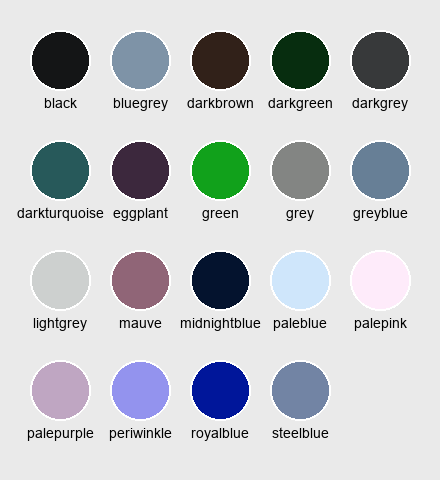 black bluegrey darkbrown darkgreen darkgrey
darkturquoise eggplant green grey greyblue
lightgrey mauve midnightblue paleblue palepink
palepurple periwinkle royalblue steelblue